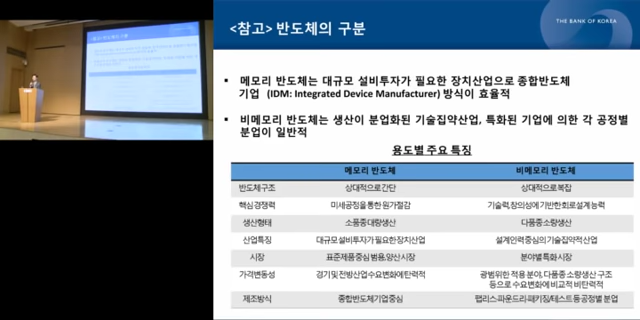 <참고> 반도체의 구분
THE BANK OF KOREA
▪ 메모리 반도체는 대규모 설비투자가 필요한 장치산업으로 종합반도체
기업 (IDM: Integrated Device Manufacturer) 방식이 효율적
▪ 비메모리 반도체는 생산이 분업화된 기술집약산업, 특화된 기업에 의한 각 공정별
분업이 일반적
용도별 주요 특징
메모리 반도체 비메모리 반도체
반도체구조 상대적으로간단 상대적으로복잡
핵심경쟁력 미세공정을통한원가절감 기술력,창의성에기반한회로설계능력
생산형태 소품종대량생산 다품종소량생산
산업특징 대규모설비투자가필요한장치산업 설계인력중심의기술집약적산업
시장 표준제품중심범용,양산시장 분야별특화시장
가격변동성 경기및전방산업수요변화에탄력적 광범위한적용분야,다품종소량생산구조
등으로수요변화에비교적비탄력적
제조방식 종합반도체기업중심 팹리스·파운드리·패키징/테스트등공정별분업